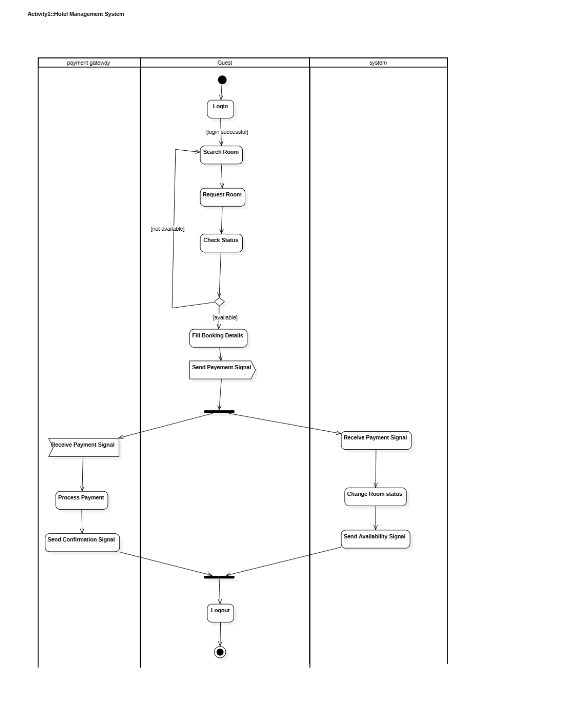 Activity1::Hotel Management System
payment gateway
Guest
system
Login
[login successful]
Search Room
Request Room
[not available]
Check Status
[available]
Fill Booking Details
Send Payement Signal
Receive Payment Signal
Receive Payment Signal
Process Payment
Change Room status
Send Confirmation Signal
Send Availability Signal
Logout